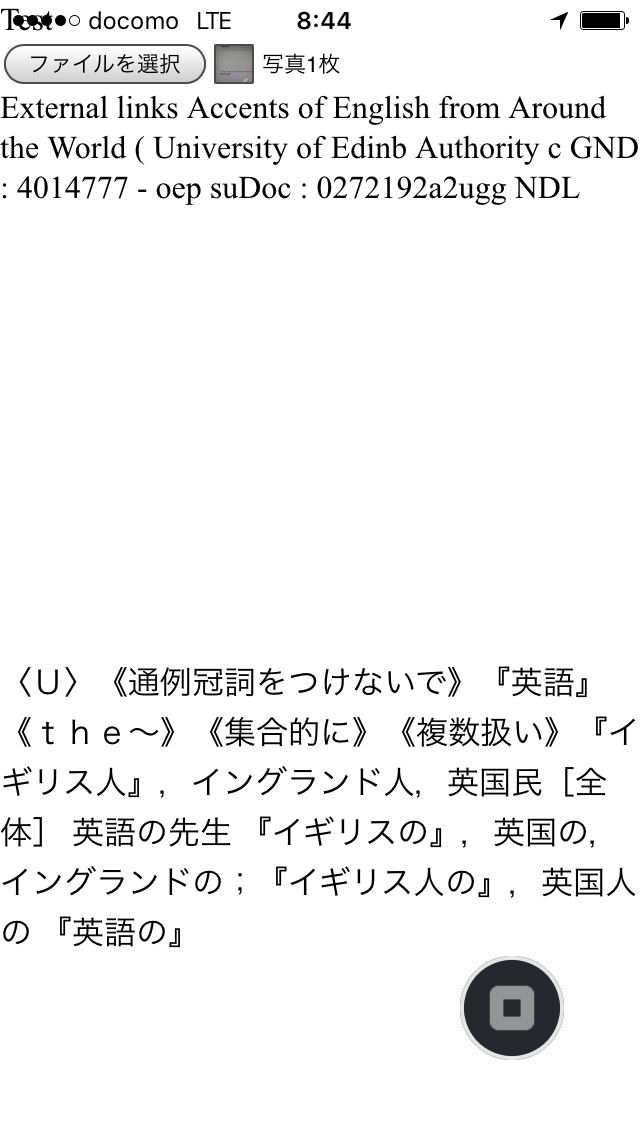 Test docomo LTE 8:44
ファイルを選択 写真1枚
External links Accents of English from Around
the World ( University of Edinb Authority c GND
: 4014777 - oep suDoc : 0272192a2ugg NDL
〈Ｕ〉《通例冠詞をつけないで》『英語』
《ｔｈｅ〜》《集合的に》《複数扱い》『イ
ギリス人』，イングランド人，英国民［全
体］ 英語の先生 『イギリスの』，英国の，
イングランドの；『イギリス人の』，英国人
の 『英語の』